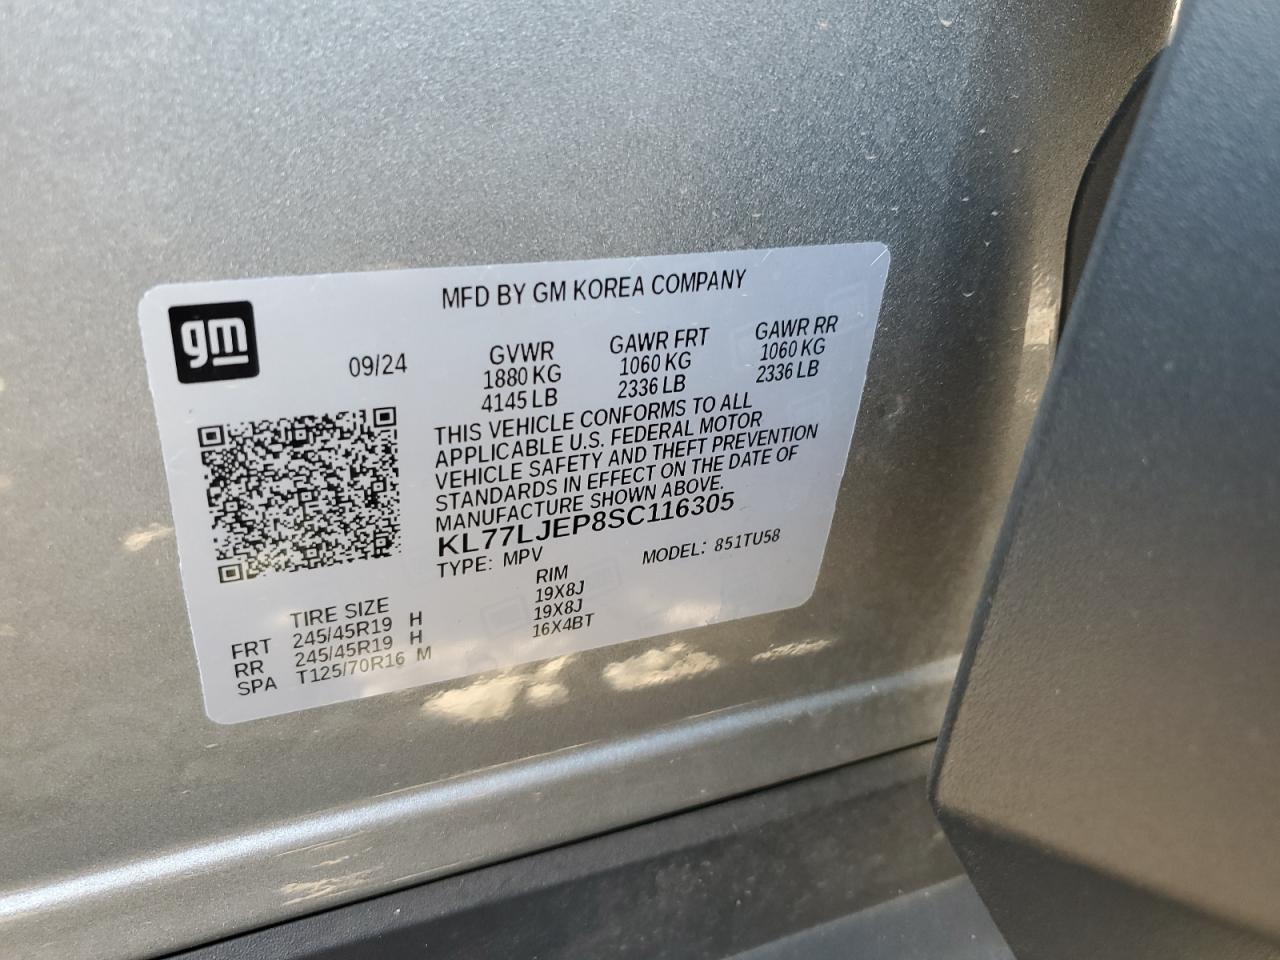 gm
MFD BY GM KOREA COMPANY
09/24
GVWR GAWR FRT GAWR RR
1880 KG 1060 KG 1060 KG
4145 LB 2336 LB 2336 LB
THIS VEHICLE CONFORMS TO ALL
APPLICABLE U.S. FEDERAL MOTOR
VEHICLE SAFETY AND THEFT PREVENTION
STANDARDS IN EFFECT ON THE DATE OF
MANUFACTURE SHOWN ABOVE.
KL77LJEP8SC116305
TYPE: MPV MODEL: 851TU58
TIRE SIZE RIM
FRT 245/45R19 H 19X8J
RR 245/45R19 H 19X8J
SPA T125/70R16 M 16X4BT